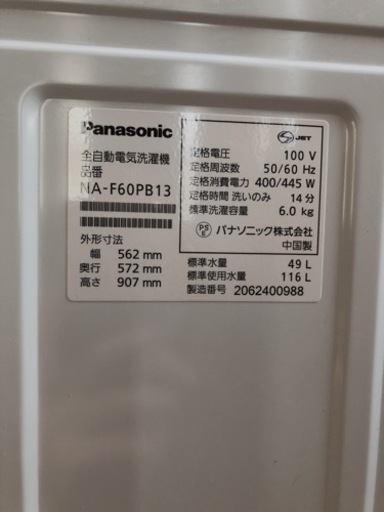 Panasonic
全自動電気洗濯機
品番
NA-F60PB13
外形寸法
幅 562 mm
奥行 572 mm
高さ 907 mm
S JET
定格電圧 100 V
定格周波数 50/60 Hz
定格消費電力 400/445 W
定格時間 洗いのみ 14分
標準洗濯容量 6.0 kg
PSE パナソニック株式会社
中国製
標準水量 49 L
標準使用水量 116 L
製造番号 2062400988